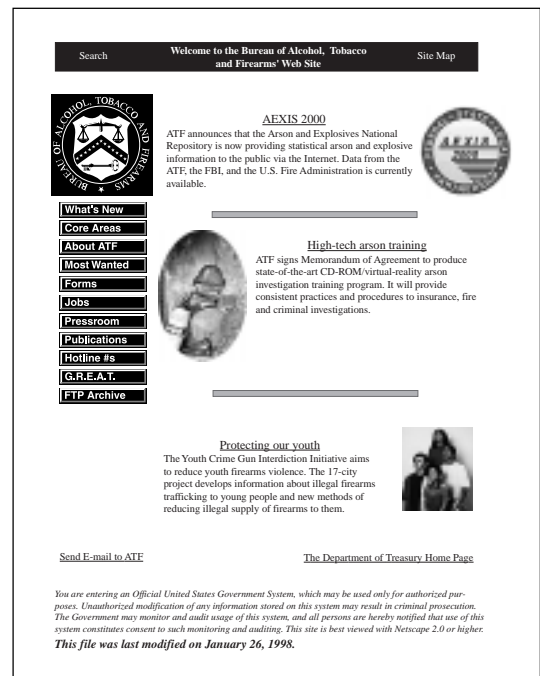 Search
Welcome to the Bureau of Alcohol, Tobacco
and Firearms' Web Site
Site Map
BUREAU OF ALCOHOL, TOBACCO AND FIREARMS
AEXIS 2000
ATF announces that the Arson and Explosives National
Repository is now providing statistical arson and explosive
information to the public via the Internet. Data from the
ATF, the FBI, and the U.S. Fire Administration is currently
available.
AEXIS
2000
What's New
Core Areas
About ATF
Most Wanted
Forms
Jobs
Pressroom
Publications
Hotline #s
G.R.E.A.T.
FTP Archive
High-tech arson training
ATF signs Memorandum of Agreement to produce
state-of-the-art CD-ROM/virtual-reality arson
investigation training program. It will provide
consistent practices and procedures to insurance, fire
and criminal investigations.
Protecting our youth
The Youth Crime Gun Interdiction Initiative aims
to reduce youth firearms violence. The 17-city
project develops information about illegal firearms
trafficking to young people and new methods of
reducing illegal supply of firearms to them.
Send E-mail to ATF
The Department of Treasury Home Page
You are entering an Official United States Government System, which may be used only for authorized pur-
poses. Unauthorized modification of any information stored on this system may result in criminal prosecution.
The Government may monitor and audit usage of this system, and all persons are hereby notified that use of this
system constitutes consent to such monitoring and auditing. This site is best viewed with Netscape 2.0 or higher.
This file was last modified on January 26, 1998.